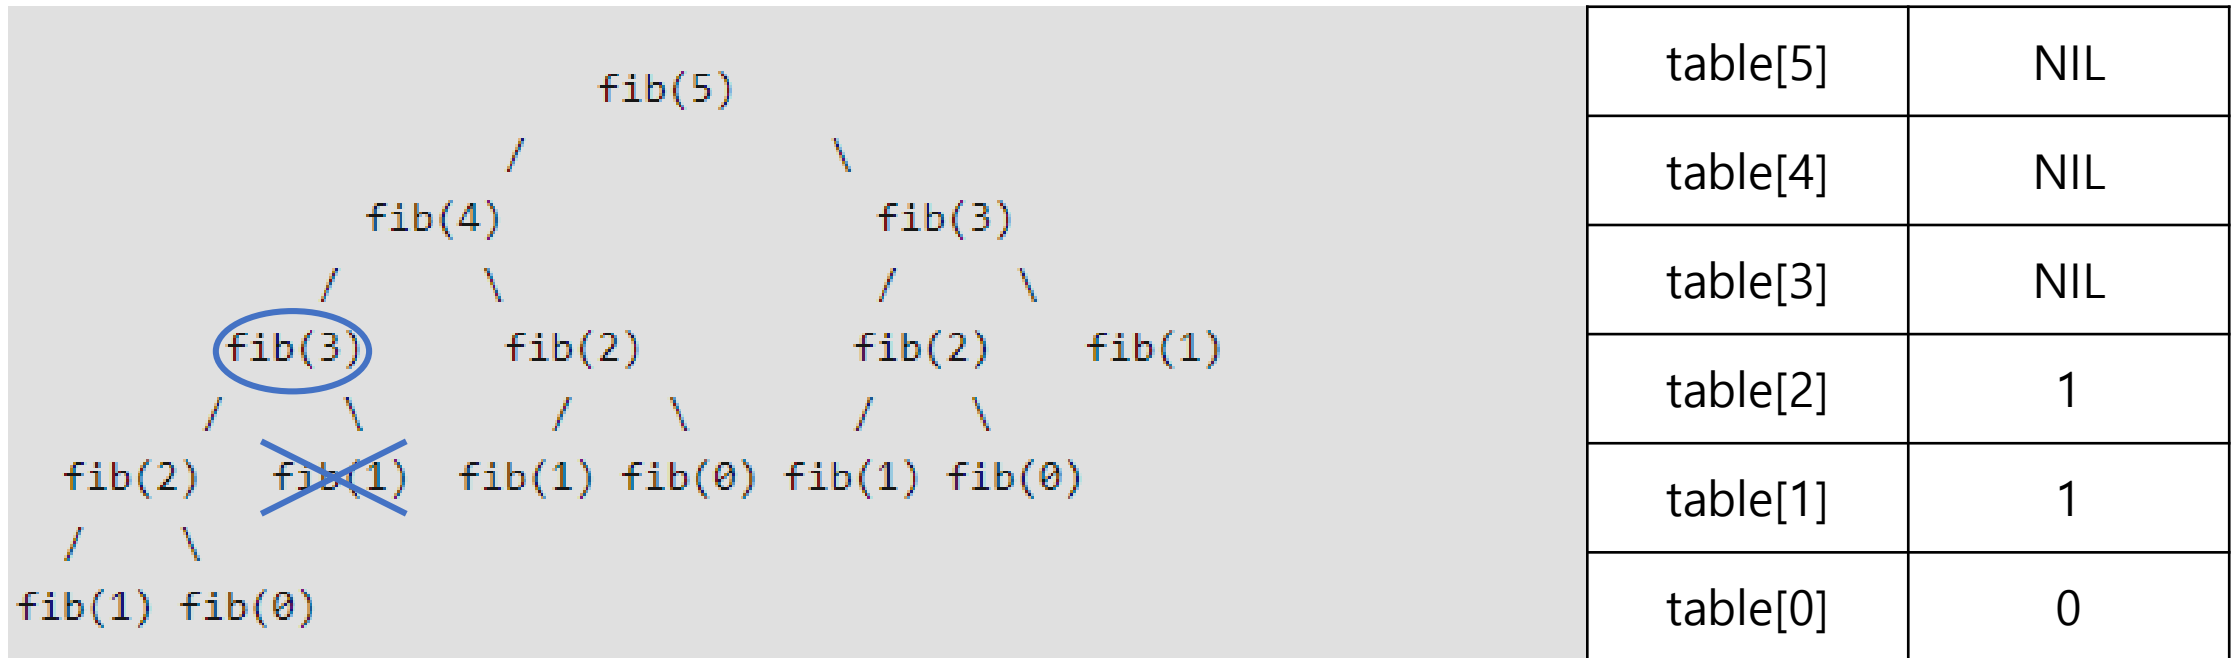 fib(5)
/ \
fib(4) fib(3)
/ \ / \
fib(3) fib(2) fib(2) fib(1)
/ \ / \ / \
fib(2) fib(1) fib(1) fib(0) fib(1) fib(0)
/ \
fib(1) fib(0)
table[5] NIL
table[4] NIL
table[3] NIL
table[2] 1
table[1] 1
table[0] 0